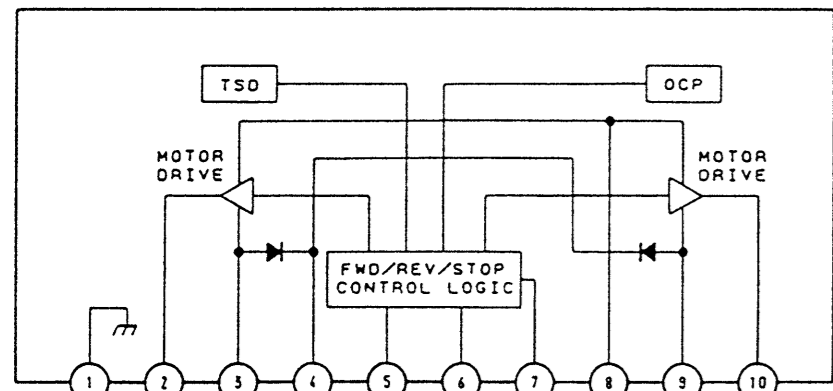 TSD
OCP
MOTOR
DRIVE
MOTOR
DRIVE
FWD/REV/STOP
CONTROL LOGIC
1 2 3 4 5 6 7 8 9 10